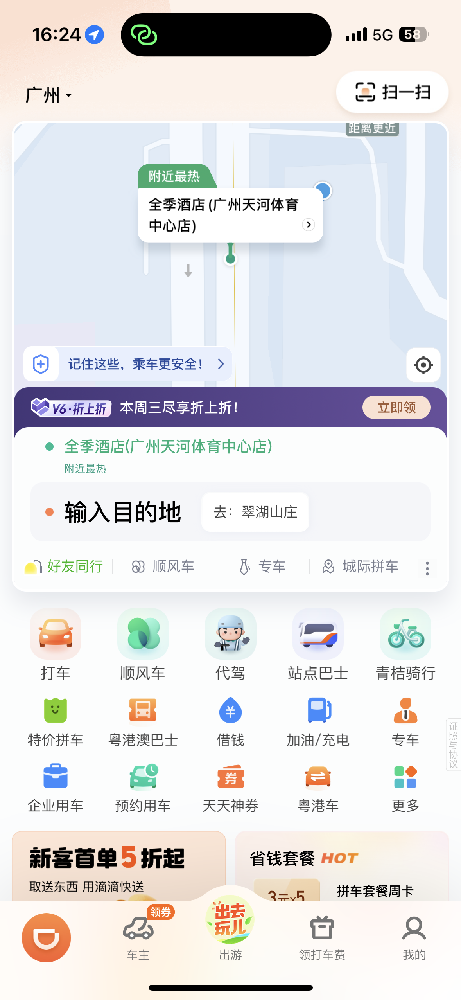 16:24
5G
58
广州
扫一扫
距离更近
附近最热
全季酒店(广州天河体育
中心店)
记住这些，乘车更安全！
V6·折上折
本周三尽享折上折！
立即领
全季酒店(广州天河体育中心店)
附近最热
输入目的地
去：翠湖山庄
好友同行
顺风车
专车
城际拼车
打车
顺风车
代驾
站点巴士
青桔骑行
特价拼车
粤港澳巴士
借钱
加油/充电
专车
证照与协议
券
企业用车
预约用车
天天神券
粤港车
更多
新客首单5折起
取送东西 用滴滴快送
省钱套餐 HOT
3元x5
拼车套餐周卡
领券
出去
玩儿
车主
出游
领打车费
我的